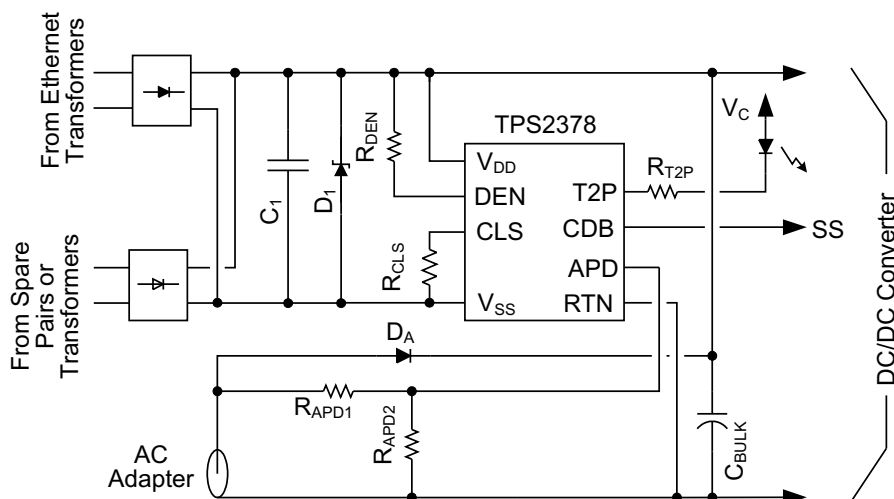 From Ethernet
Transformers
From Spare
Pairs or
Transformers
C1
D1
RDEN
RCLS
TPS2378
VDD
DEN
CLS
VSS
T2P
CDB
APD
RTN
RT2P
VC
SS
DC/DC Converter
DA
RAPD1
RAPD2
CBULK
AC
Adapter